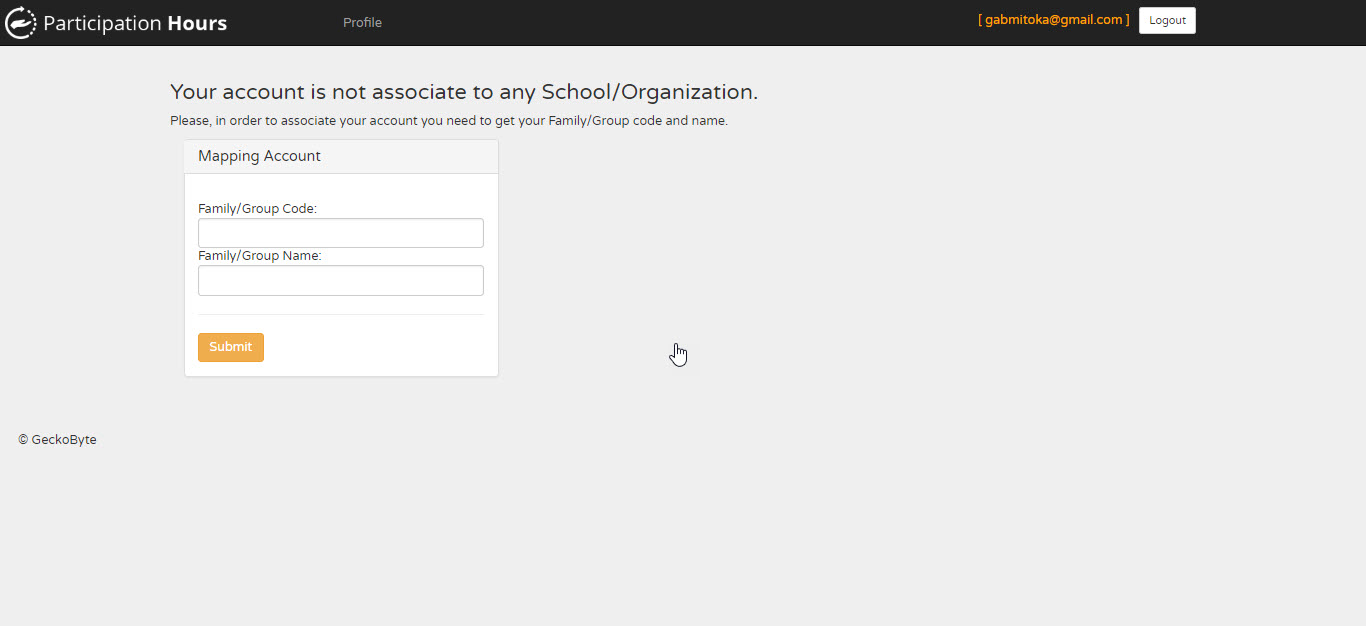 Participation Hours
Profile
[ gabmitoka@gmail.com ]
Logout
Your account is not associate to any School/Organization.
Please, in order to associate your account you need to get your Family/Group code and name.
Mapping Account
Family/Group Code:
Family/Group Name:
Submit
© GeckoByte